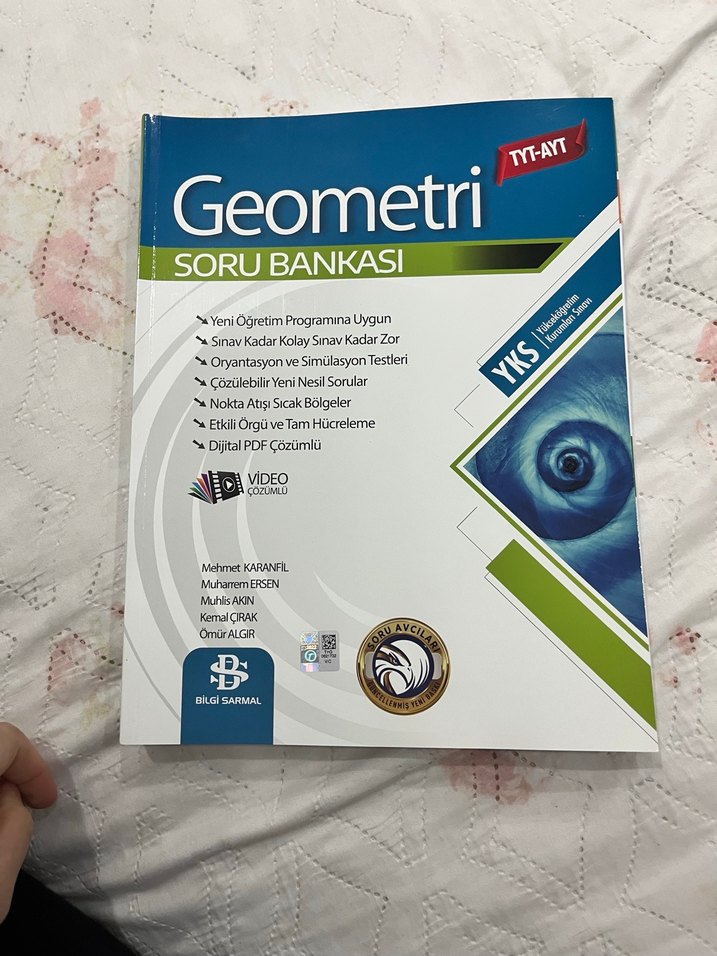 TYT-AYT
Geometri
SORU BANKASI
YKS
Yükseköğretim
Kurumları Sınavı
Yeni Öğretim Programına Uygun
Sınav Kadar Kolay Sınav Kadar Zor
Oryantasyon ve Simülasyon Testleri
Çözülebilir Yeni Nesil Sorular
Nokta Atışı Sıcak Bölgeler
Etkili Örgü ve Tam Hücreleme
Dijital PDF Çözümlü
VİDEO
ÇÖZÜMLÜ
Mehmet KARANFİL
Muharrem ERSEN
Muhlis AKIN
Kemal ÇIRAK
Ömür ALGIR
BİLGİ SARMAL
SORU AVCILARI
GÜNCELLENMİŞ YENİ BASKI